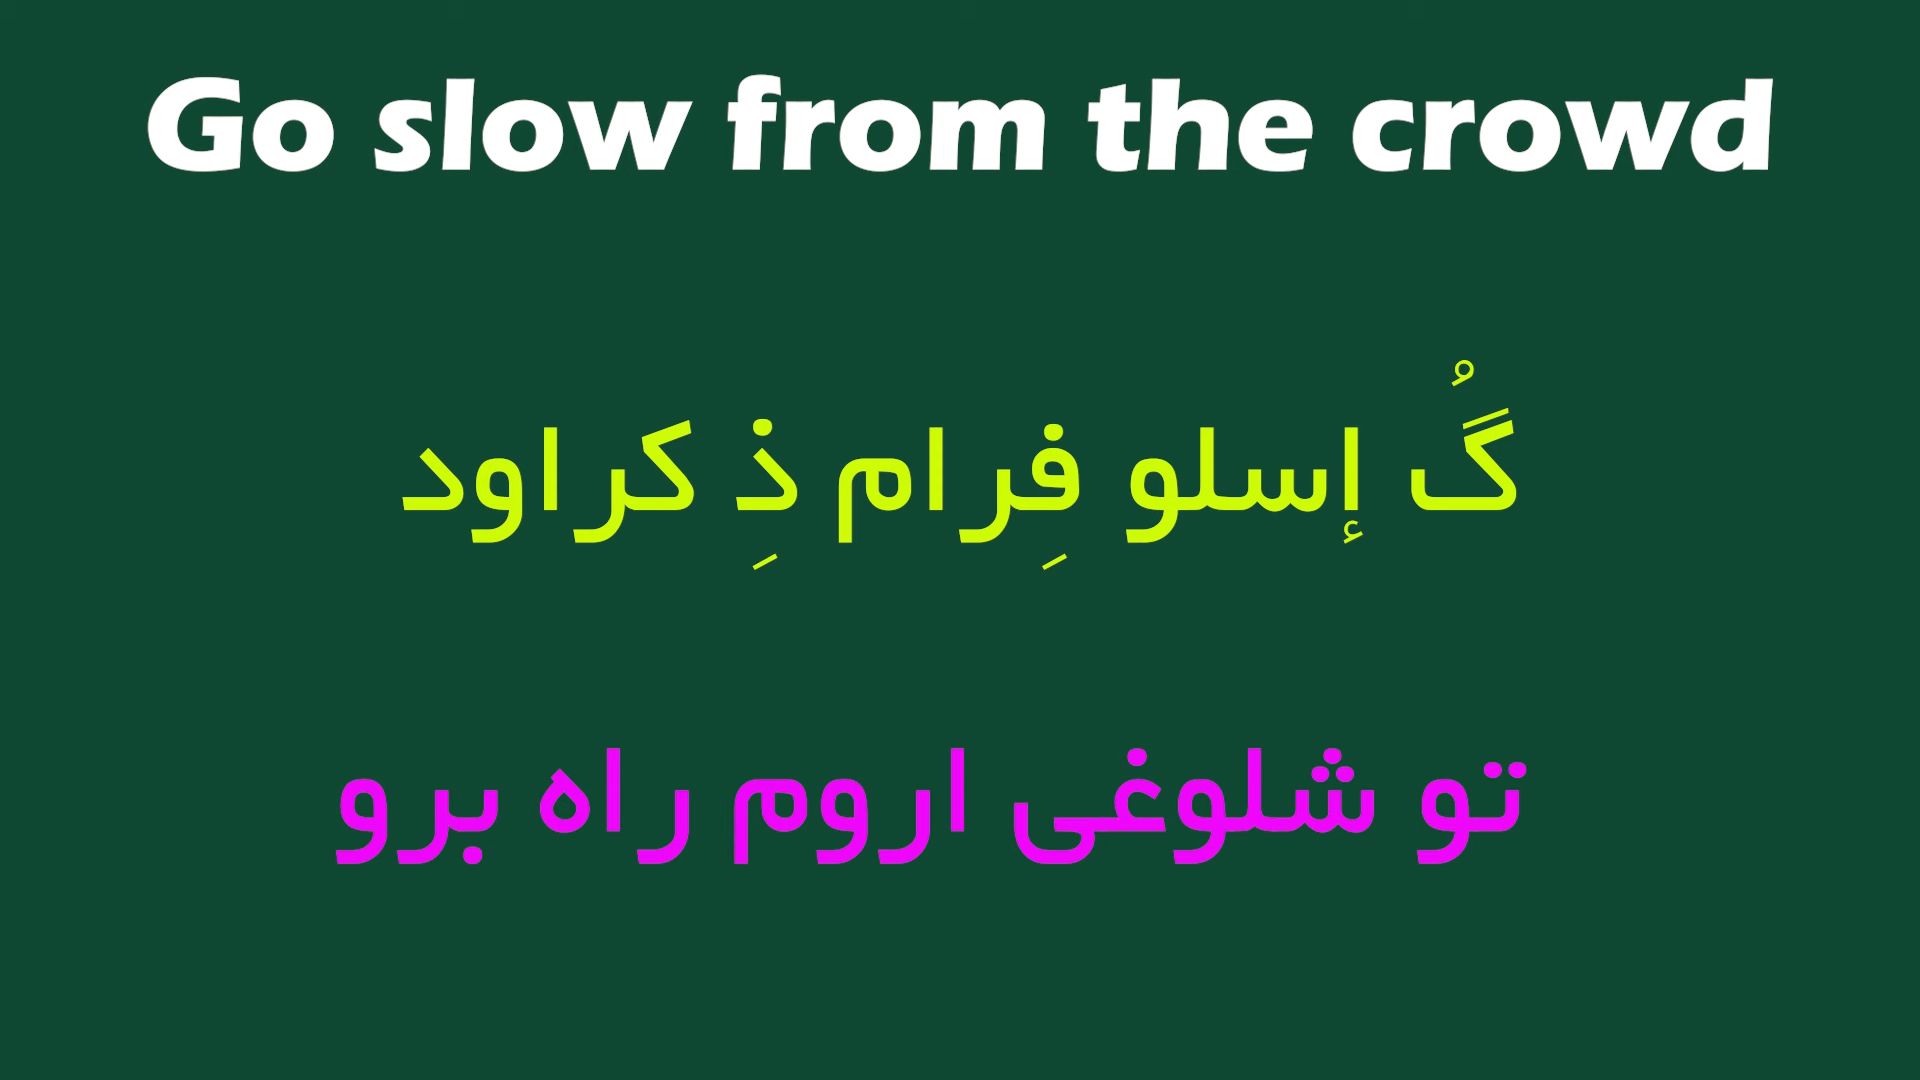 Go slow from the crowd
گُ إسلو فِرام ذِ کراود
تو شلوغی اروم راه برو